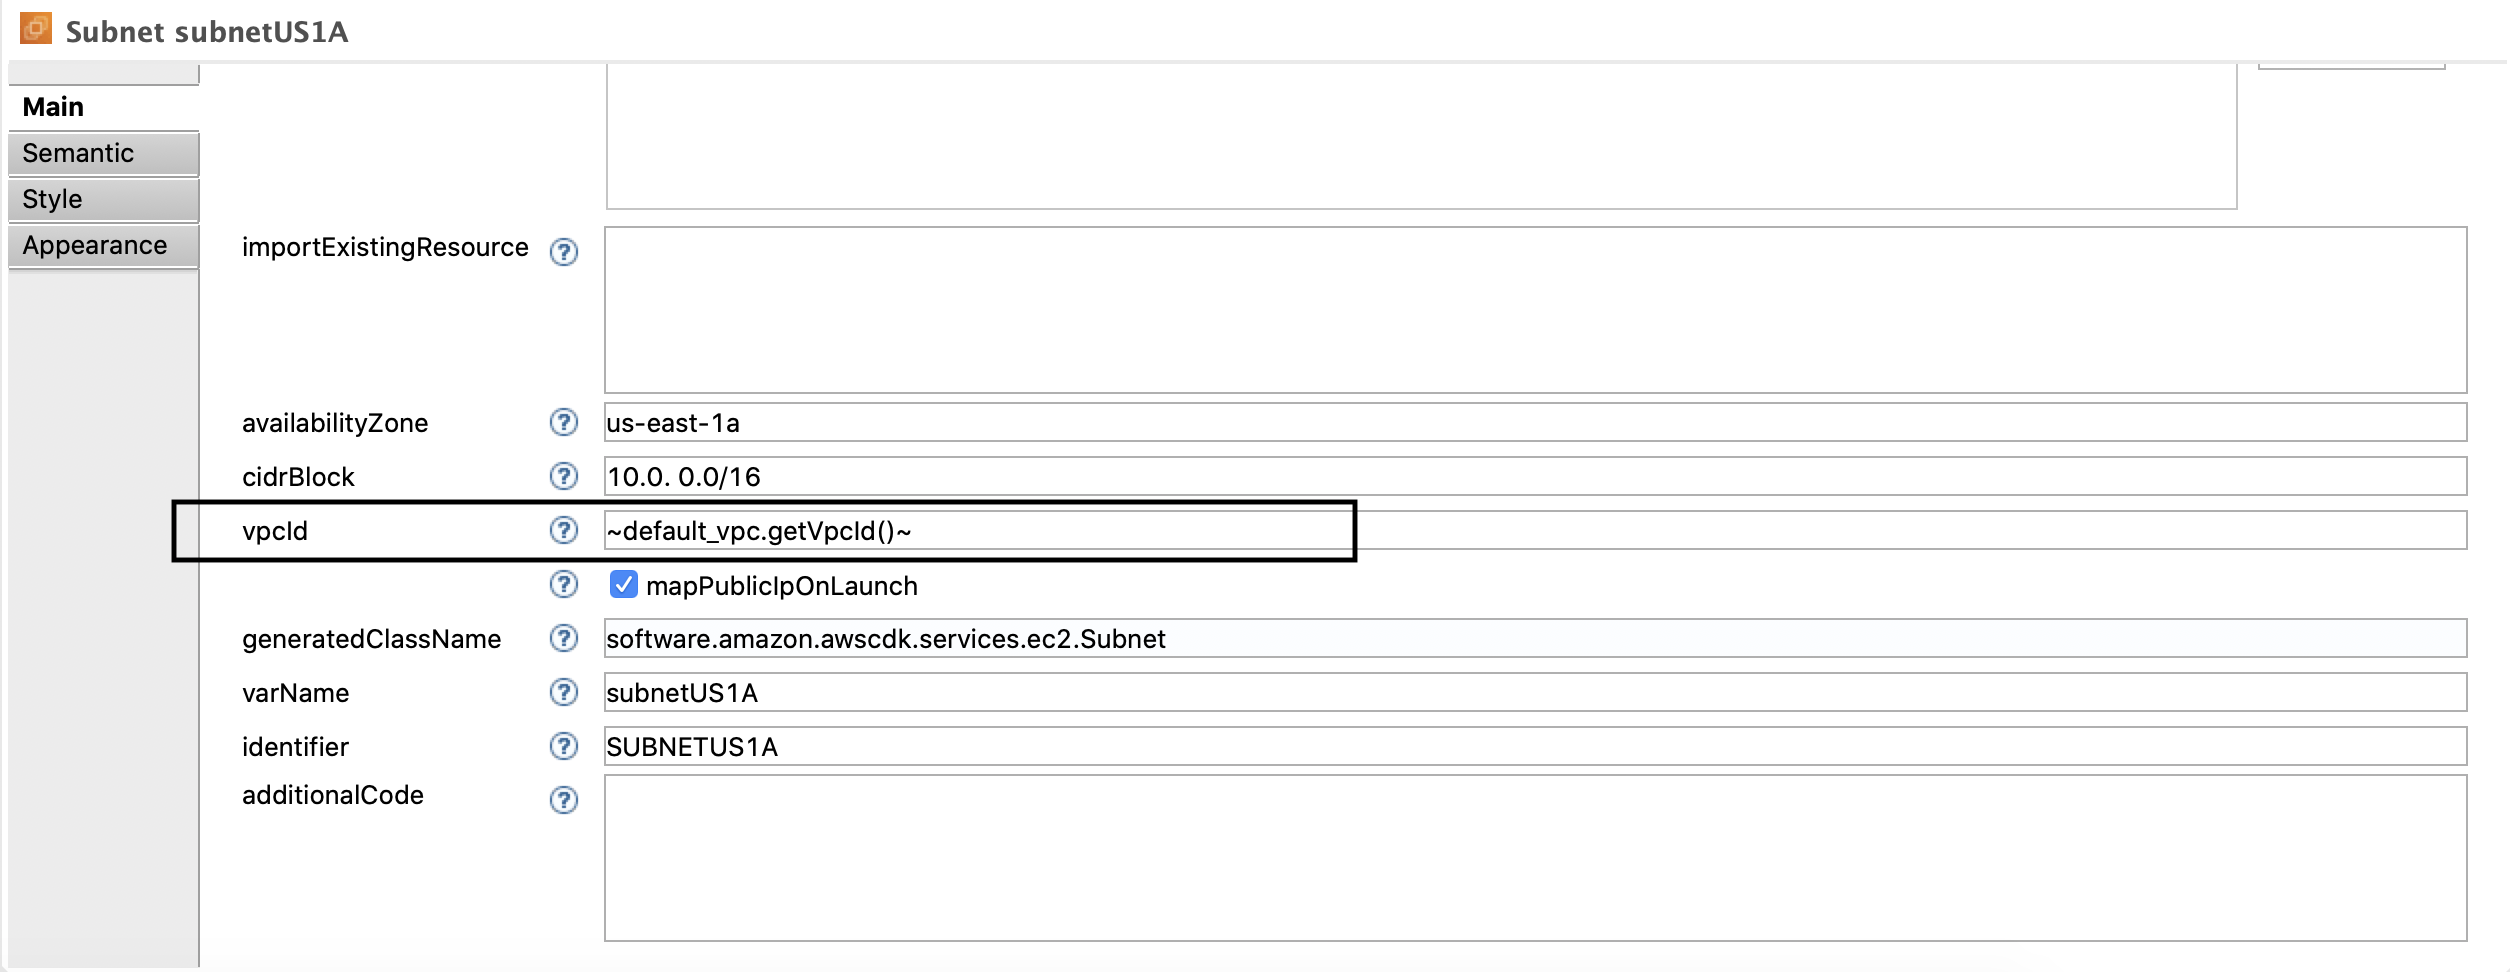 Subnet subnetUS1A
Main
Semantic
Style
Appearance
importExistingResource ?
availabilityZone ? us-east-1a
cidrBlock ? 10.0. 0.0/16
vpcId ? ~default_vpc.getVpcId()~
? mapPublicIpOnLaunch
generatedClassName ? software.amazon.awscdk.services.ec2.Subnet
varName ? subnetUS1A
identifier ? SUBNETUS1A
additionalCode ?